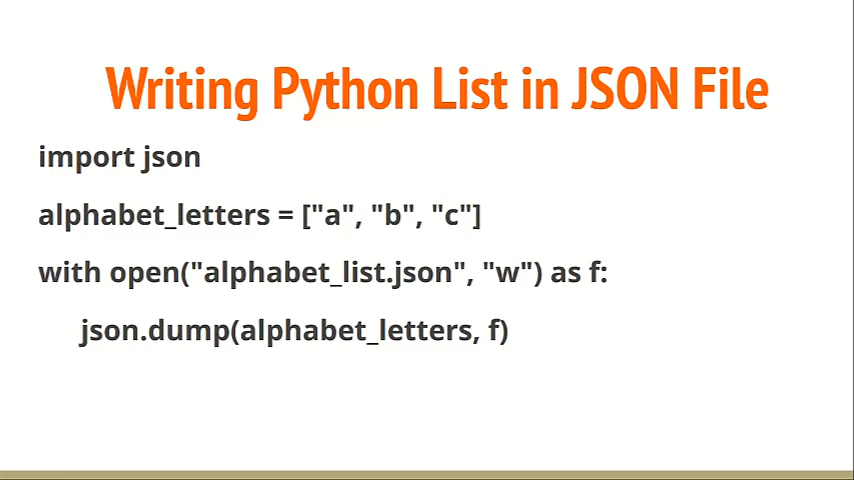 Writing Python List in JSON File
import json
alphabet_letters = ["a", "b", "c"]
with open("alphabet_list.json", "w") as f:
json.dump(alphabet_letters, f)